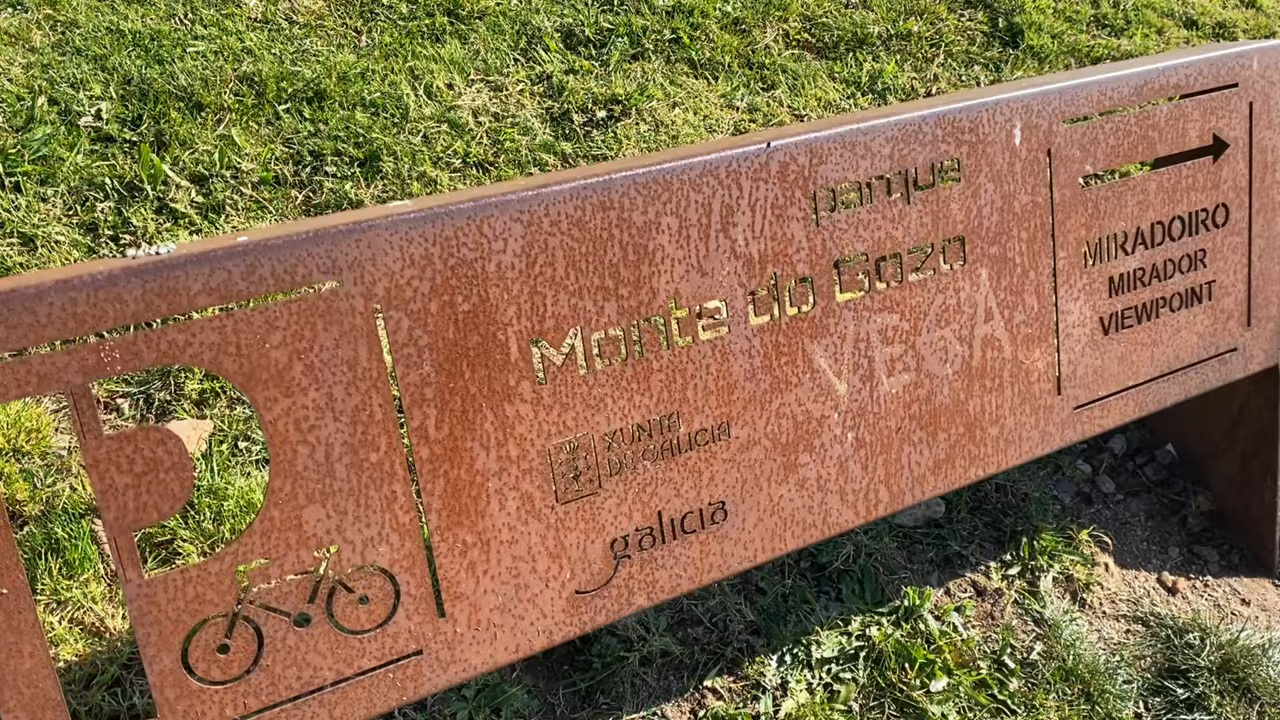 P
parque
Monte do Gozo
VEGA
XUNTA
DE GALICIA
galicia
MIRADOIRO
MIRADOR
VIEWPOINT